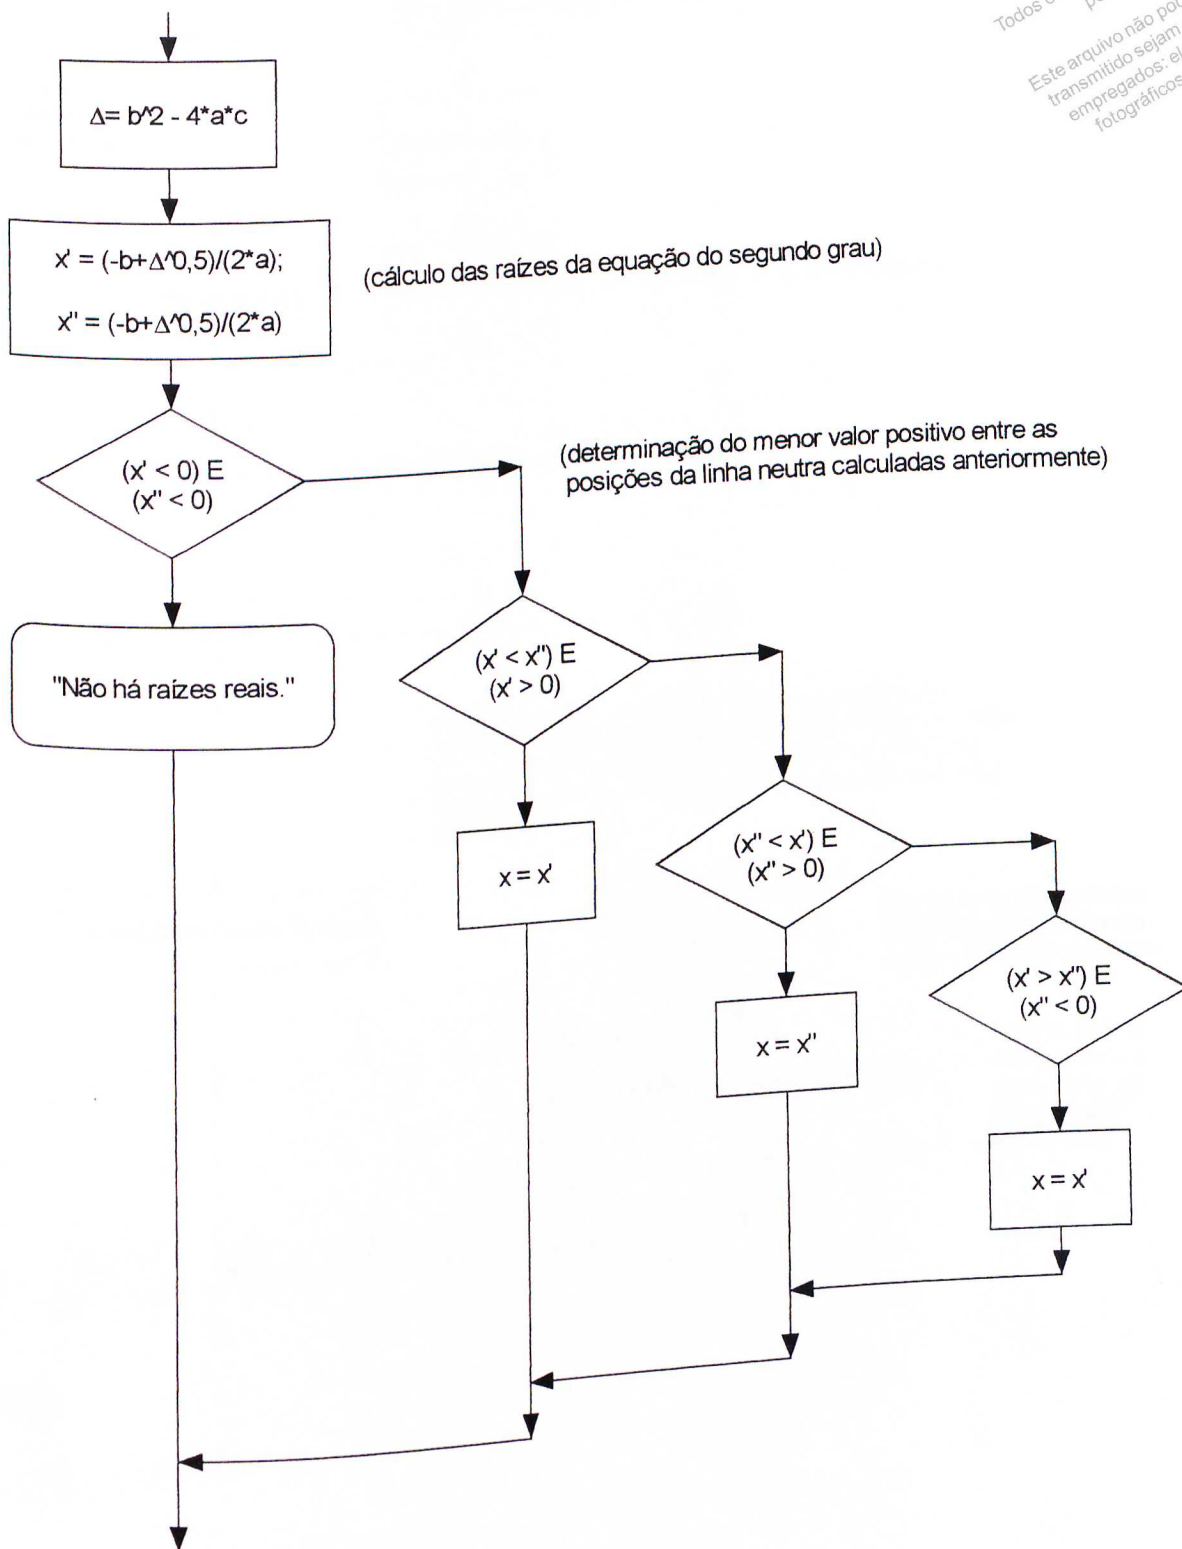 Todos
Este arquivo não
transmitido sejam
empregados:
fotográficos
Δ= b^2 - 4*a*c
x' = (-b+Δ^0,5)/(2*a);
x'' = (-b+Δ^0,5)/(2*a)
(cálculo das raízes da equação do segundo grau)
(x' < 0) E
(x'' < 0)
(determinação do menor valor positivo entre as
posições da linha neutra calculadas anteriormente)
"Não há raízes reais."
(x' < x'') E
(x' > 0)
x = x'
(x'' < x') E
(x'' > 0)
x = x''
(x' > x'') E
(x'' < 0)
x = x'